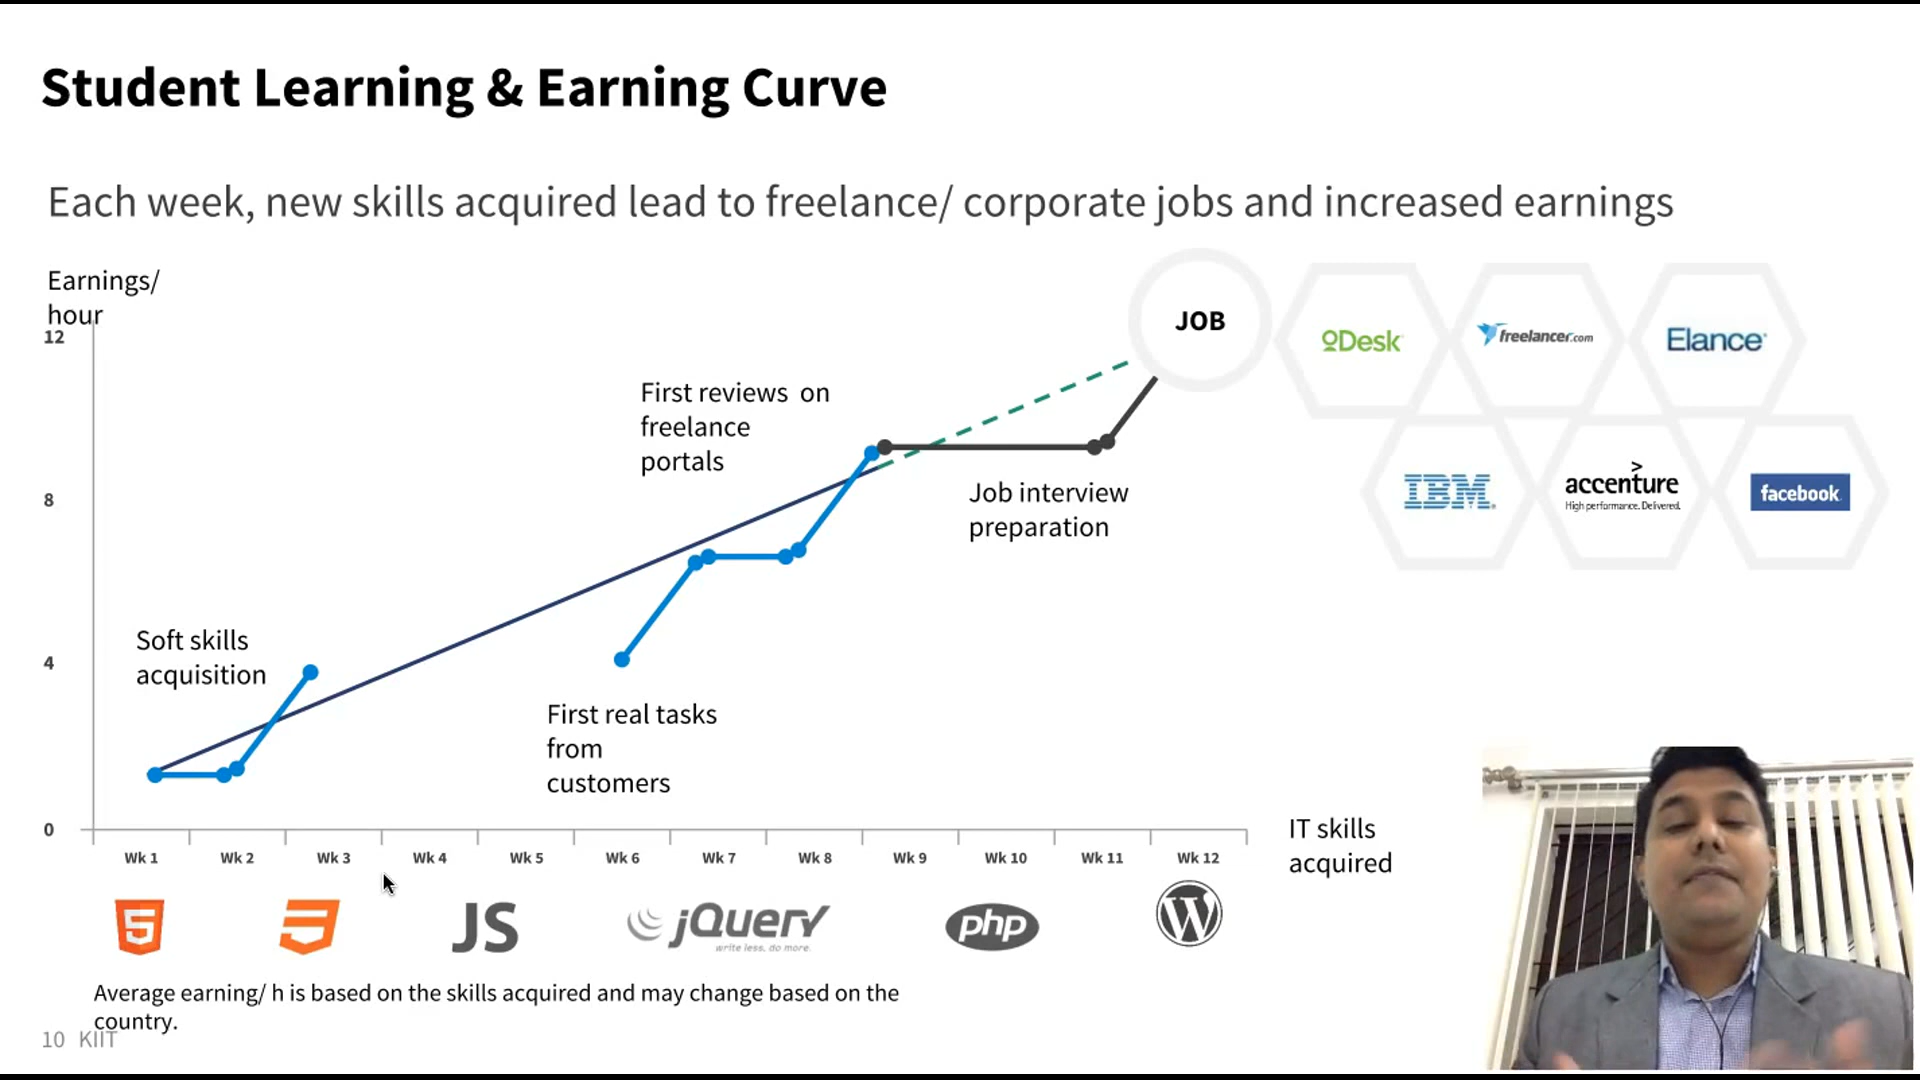 Student Learning & Earning Curve
Each week, new skills acquired lead to freelance/ corporate jobs and increased earnings
Earnings/
hour
12
8
4
0
Soft skills
acquisition
First real tasks
from
customers
First reviews on
freelance
portals
Job interview
preparation
JOB
oDesk
freelancer.com
Elance
IBM
accenture
High performance. Delivered.
facebook
Wk 1 Wk 2 Wk 3 Wk 4 Wk 5 Wk 6 Wk 7 Wk 8 Wk 9 Wk 10 Wk 11 Wk 12
IT skills
acquired
5 3 JS jQuery php W
write less. do more.
Average earning/ h is based on the skills acquired and may change based on the
country.
10 KIIT